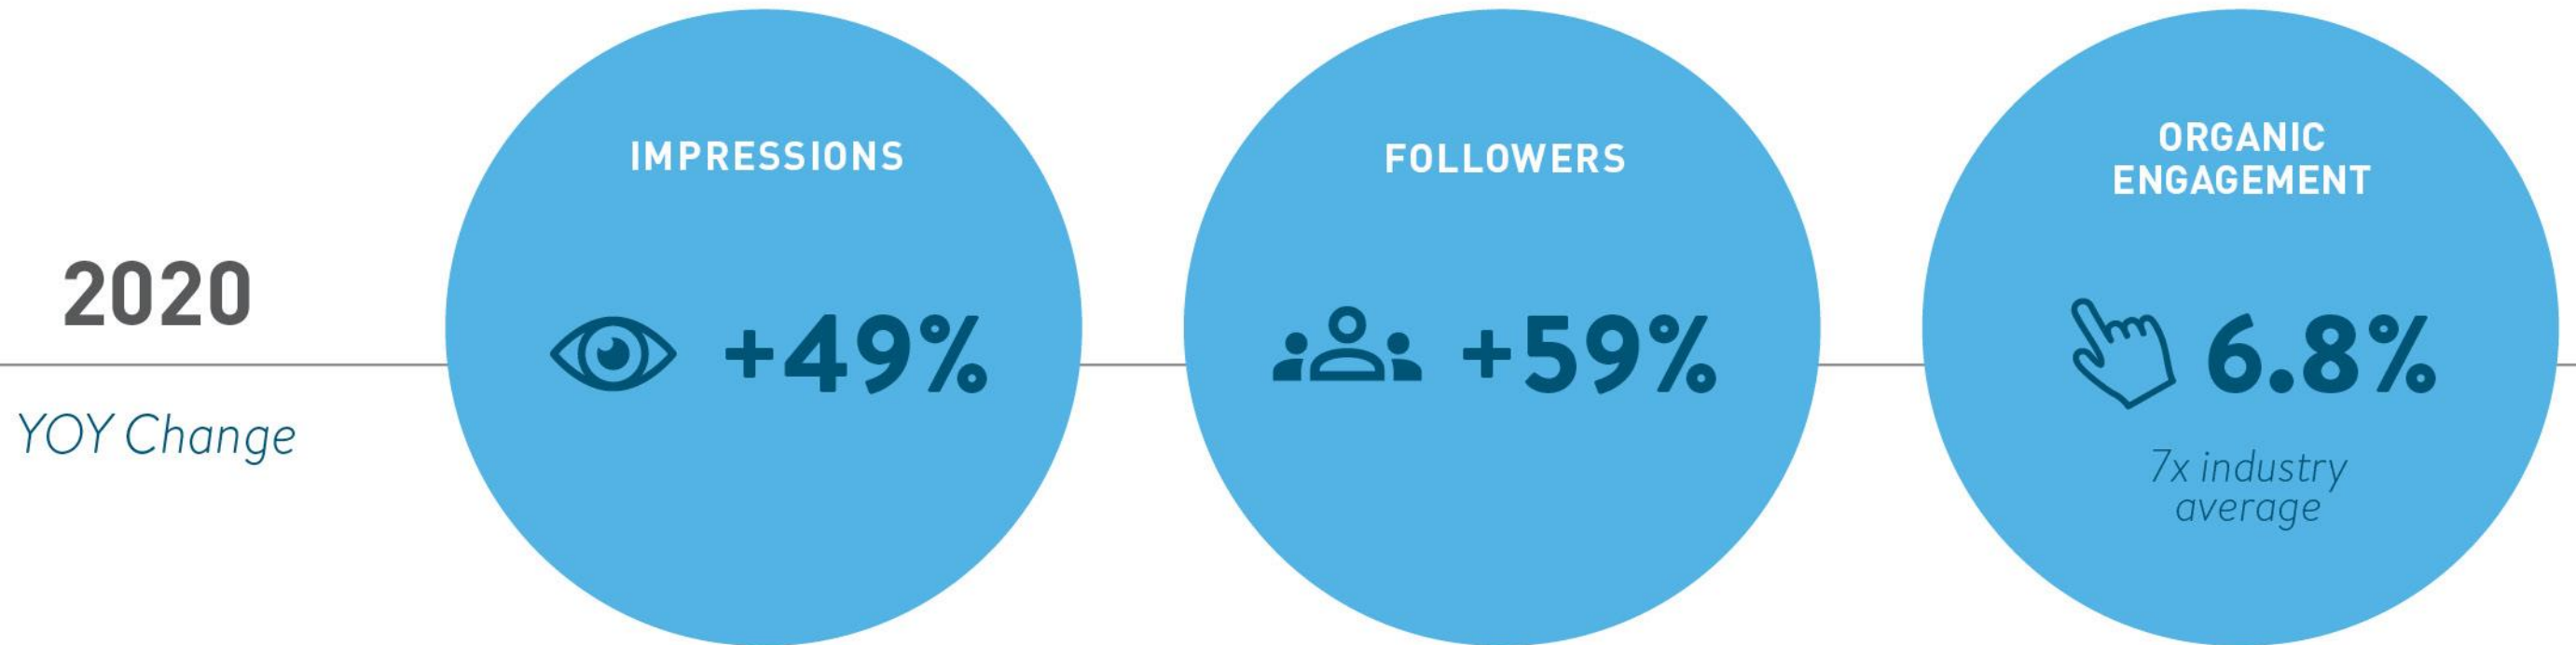 2020
YOY Change
IMPRESSIONS
+49%
FOLLOWERS
+59%
ORGANIC
ENGAGEMENT
6.8%
7x industry
average